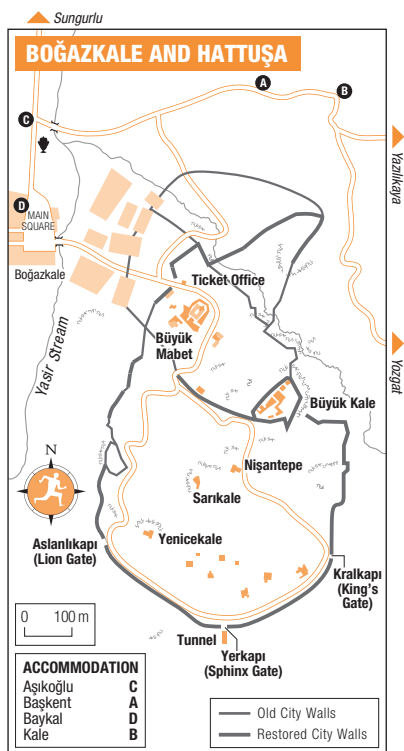 Sungurlu
BOĞAZKALE AND HATTUŞA
A
B
C
Yazılıkaya
D
MAIN
SQUARE
Boğazkale
Ticket Office
Yasır Stream
Büyük
Mabet
Yozgat
Büyük Kale
N
Nişantepe
Sarıkale
Yenicekale
Aslanlıkapı
(Lion Gate)
Kralkapı
(King's
Gate)
0 100 m
Tunnel
Yerkapı
(Sphinx Gate)
ACCOMMODATION
Aşıkoğlu C
Başkent A
Baykal D
Kale B
Old City Walls
Restored City Walls